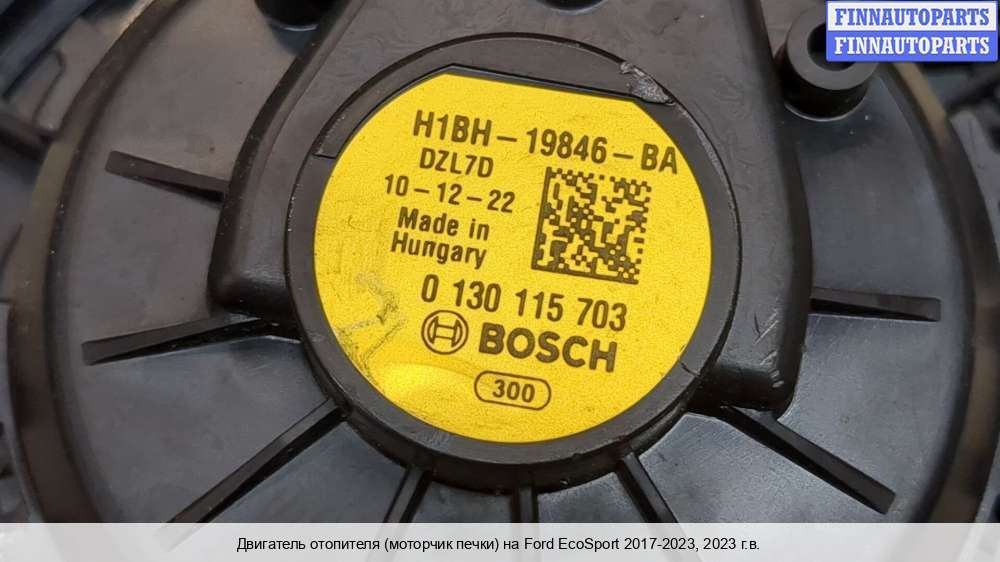 FINNAUTOPARTS
FINNAUTOPARTS
H1BH-19846-BA
DZL7D
10-12-22
Made in
Hungary
0 130 115 703
BOSCH
300
Двигатель отопителя (моторчик печки) на Ford EcoSport 2017-2023, 2023 г.в.